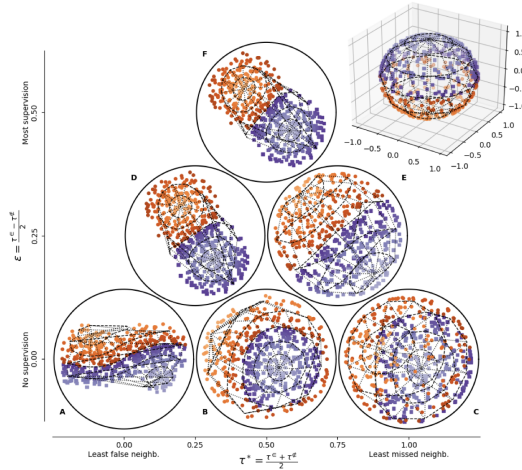 F
1.0
0.5
0.0
−0.5
−1.0
−1.0
−0.5
0.0
0.5
1.0
−1.0
−0.5
0.0
0.5
1.0
Most supervision
0.50
D
E
ε = (τ^∈ − τ^∉) / 2
0.25
No supervision
0.00
A
B
C
0.00
0.25
0.50
0.75
1.00
Least false neighb.
Least missed neighb.
τ* = (τ^∈ + τ^∉) / 2